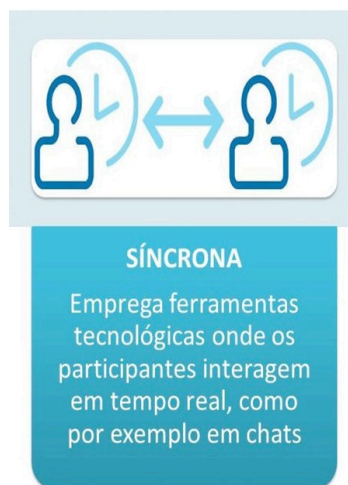 SÍNCRONA
Emprega ferramentas
tecnológicas onde os
participantes interagem
em tempo real, como
por exemplo em chats